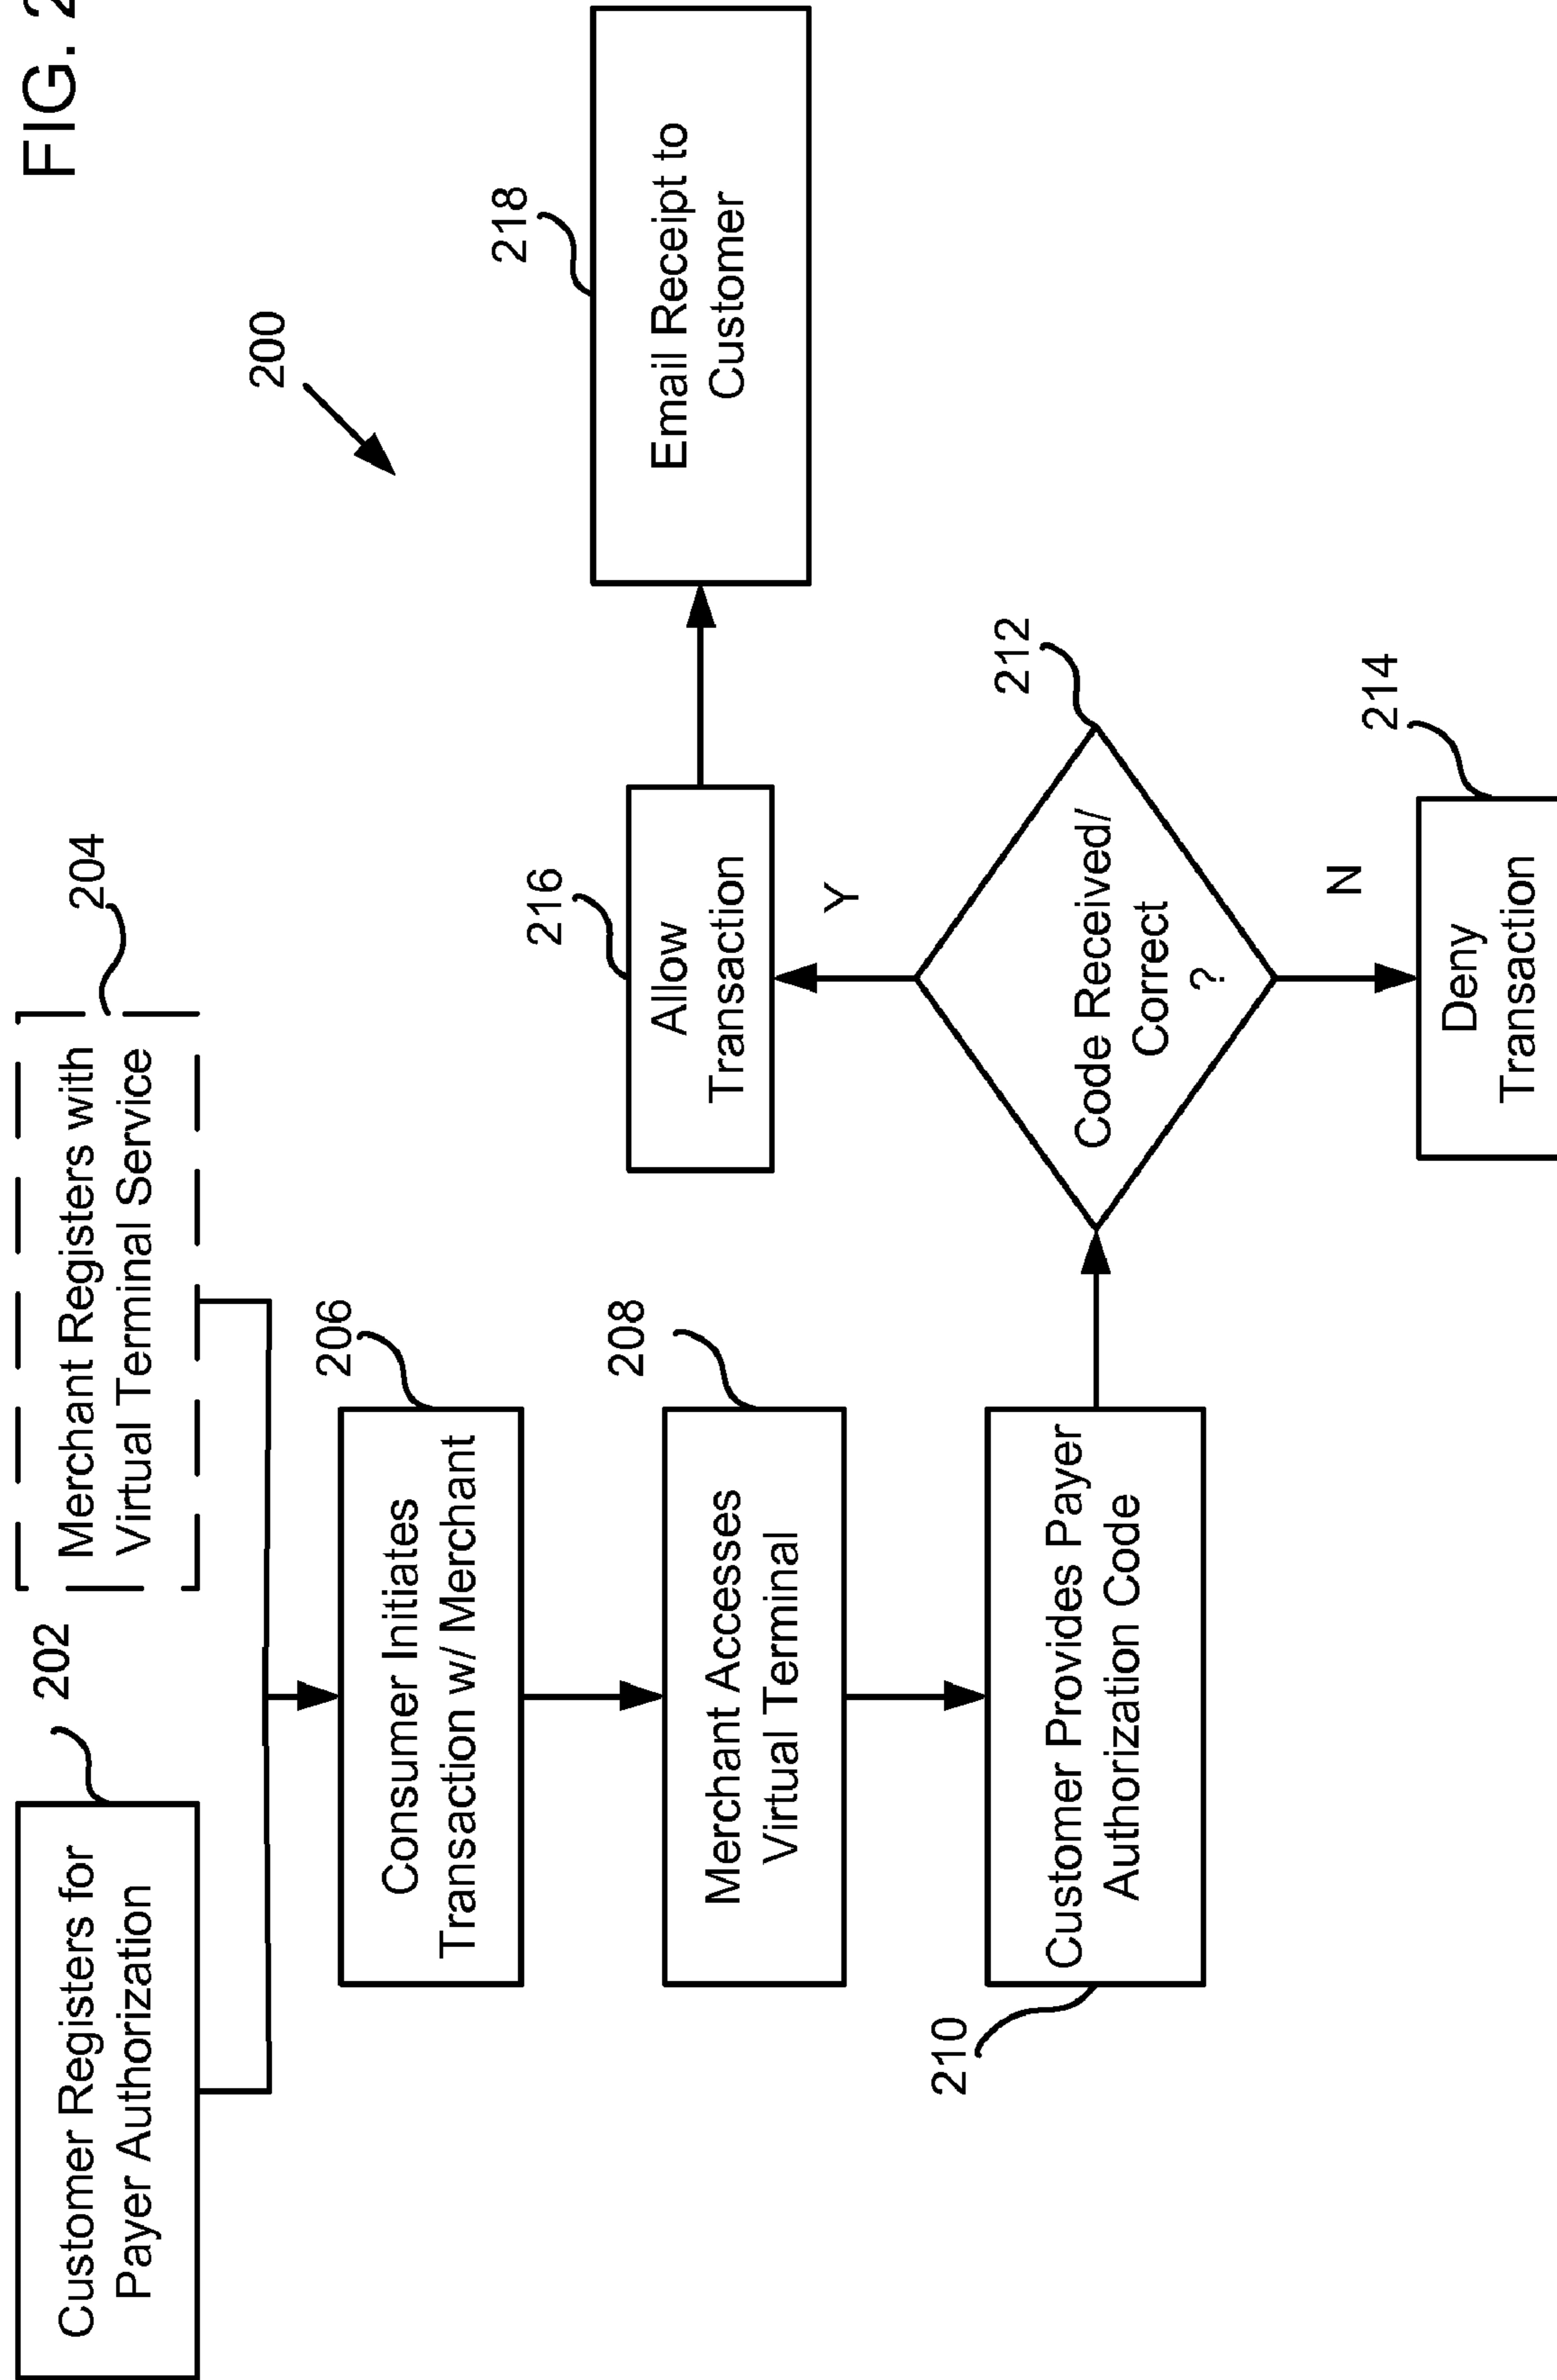 FIG. 2
200
202
Customer Registers for
Payer Authorization
204
Merchant Registers with
Virtual Terminal Service
206
Consumer Initiates
Transaction w/ Merchant
208
Merchant Accesses
Virtual Terminal
210
Customer Provides Payer
Authorization Code
212
Code Received/
Correct
?
Y
N
214
Deny
Transaction
216
Allow
Transaction
218
Email Receipt to
Customer